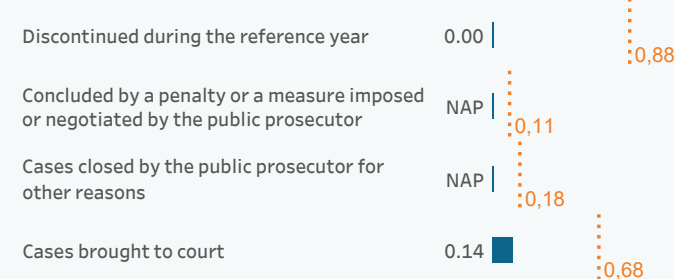 Discontinued during the reference year 0.00
0,88
Concluded by a penalty or a measure imposed
or negotiated by the public prosecutor NAP
0,11
Cases closed by the public prosecutor for
other reasons NAP
0,18
Cases brought to court 0.14
0,68